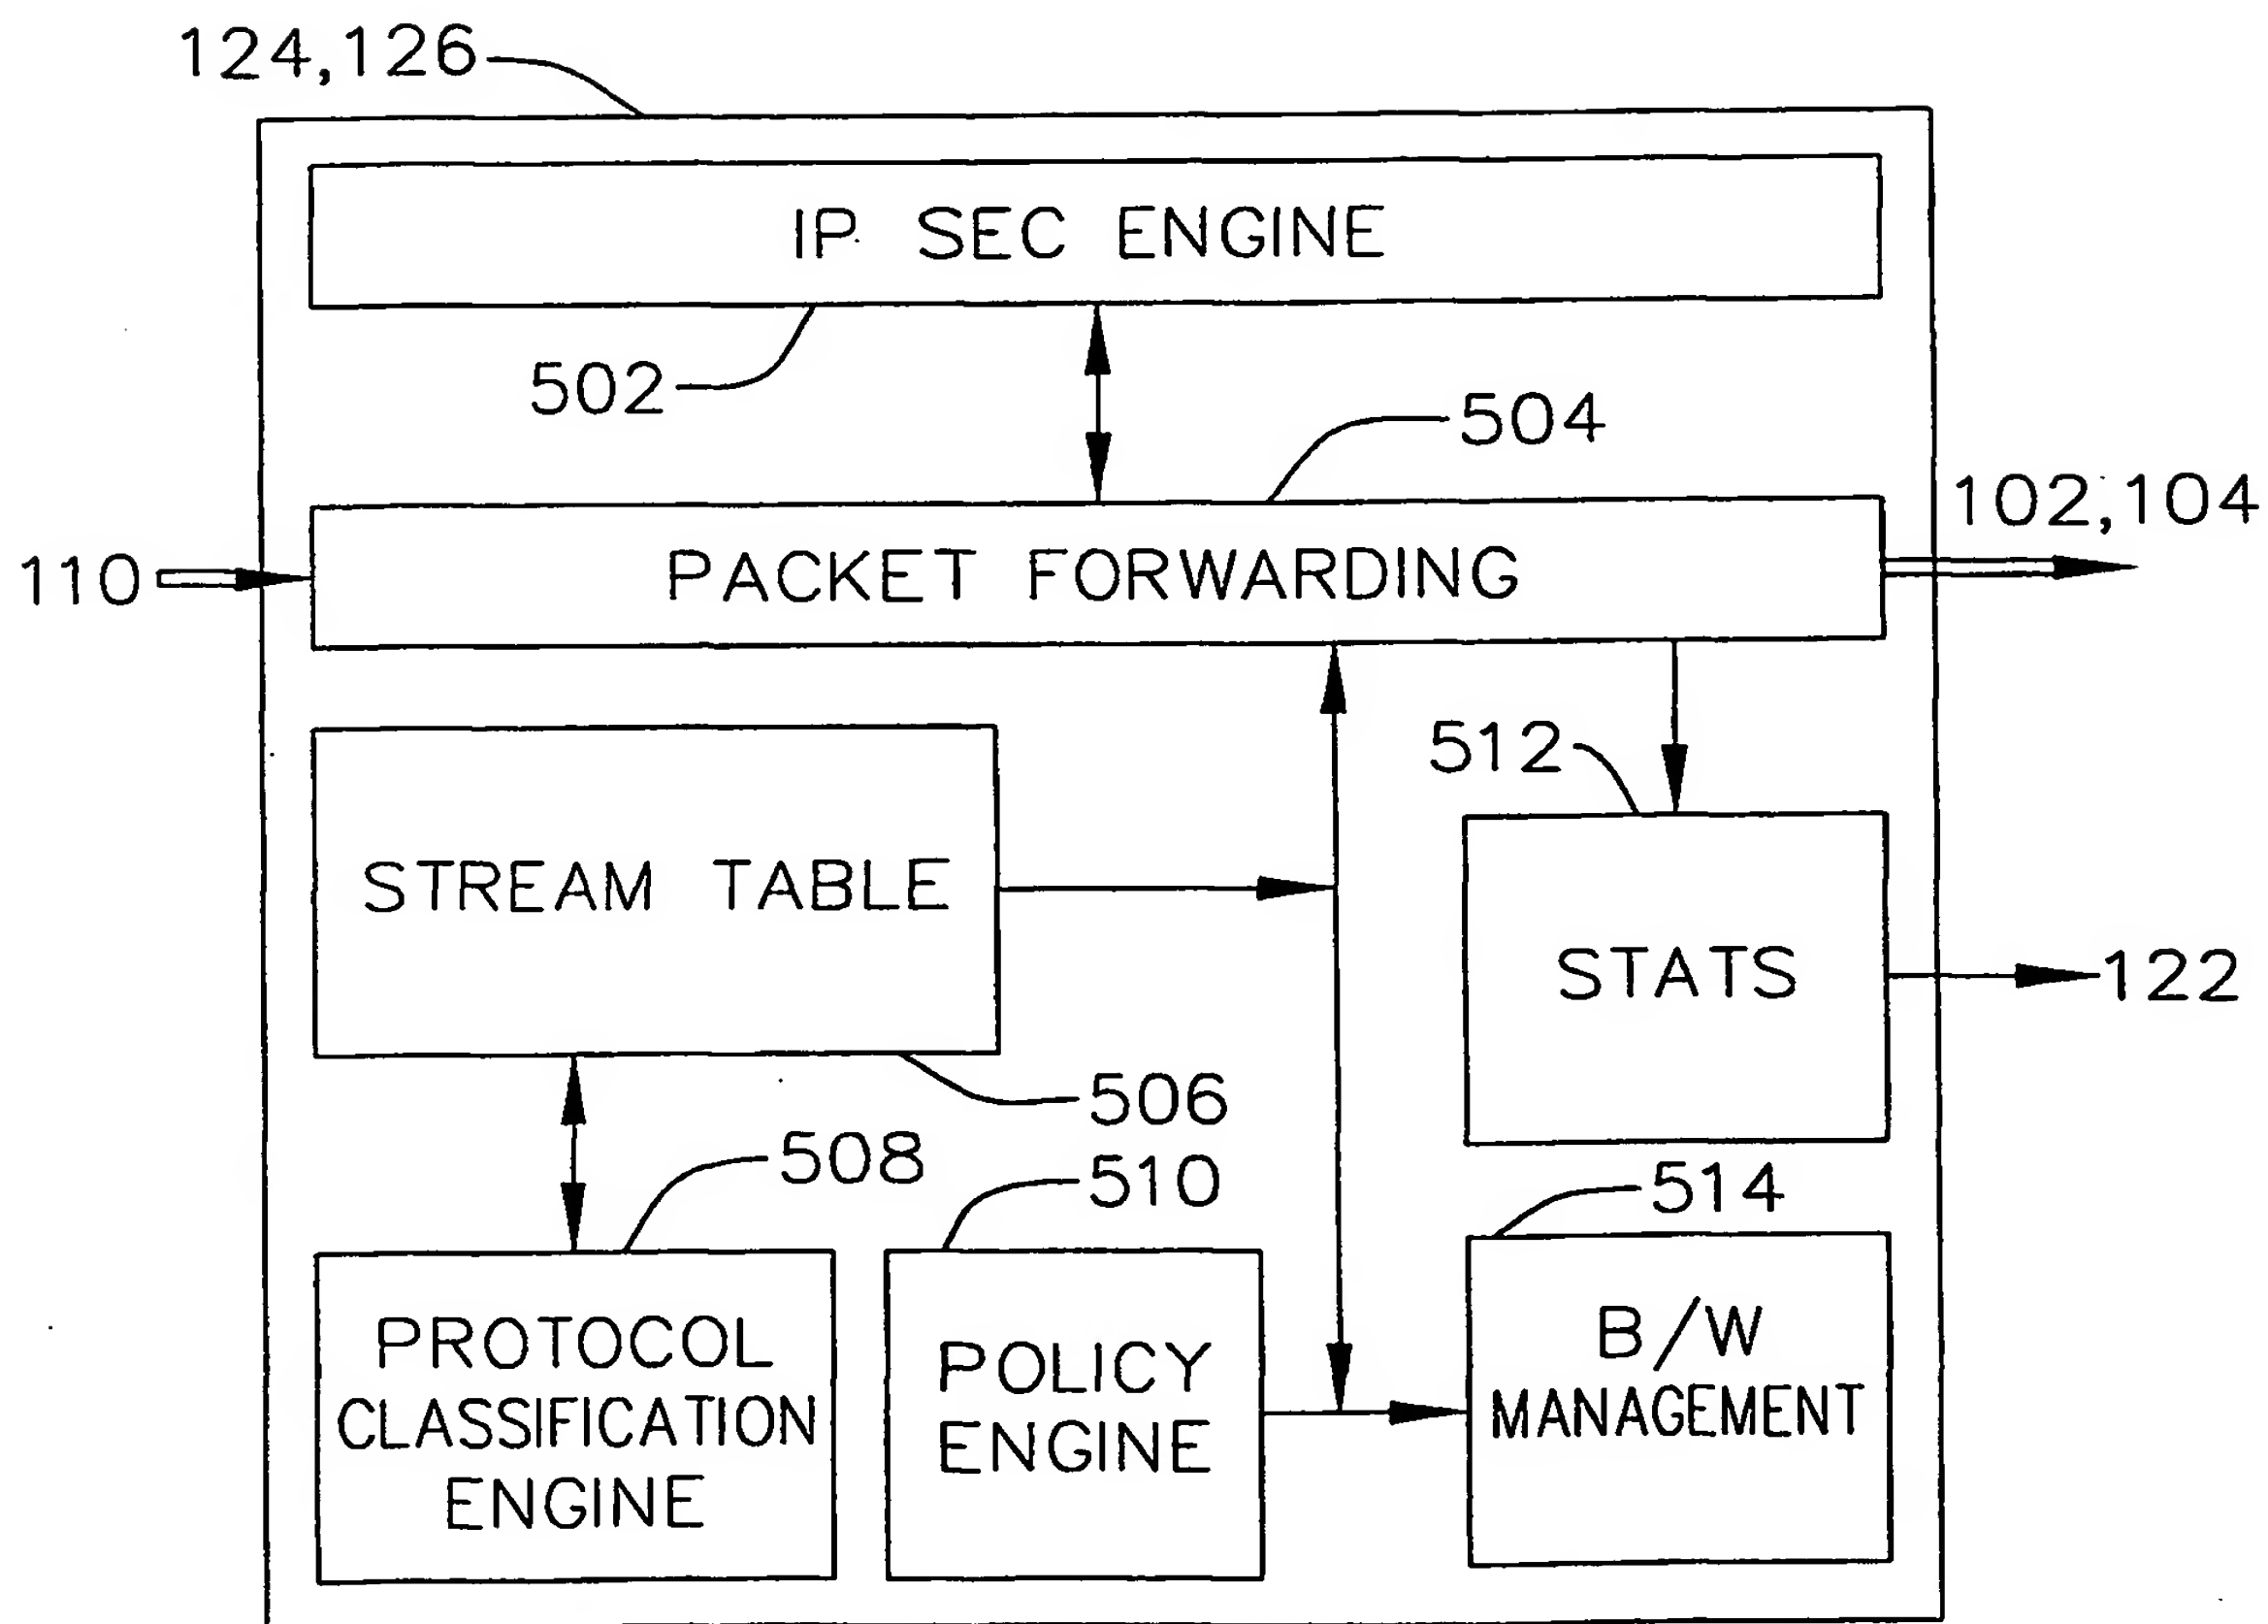 124,126
IP SEC ENGINE
502
504
102,104
110
PACKET FORWARDING
512
STREAM TABLE
STATS
122
506
508
510
514
PROTOCOL
CLASSIFICATION
ENGINE
POLICY
ENGINE
B/W
MANAGEMENT